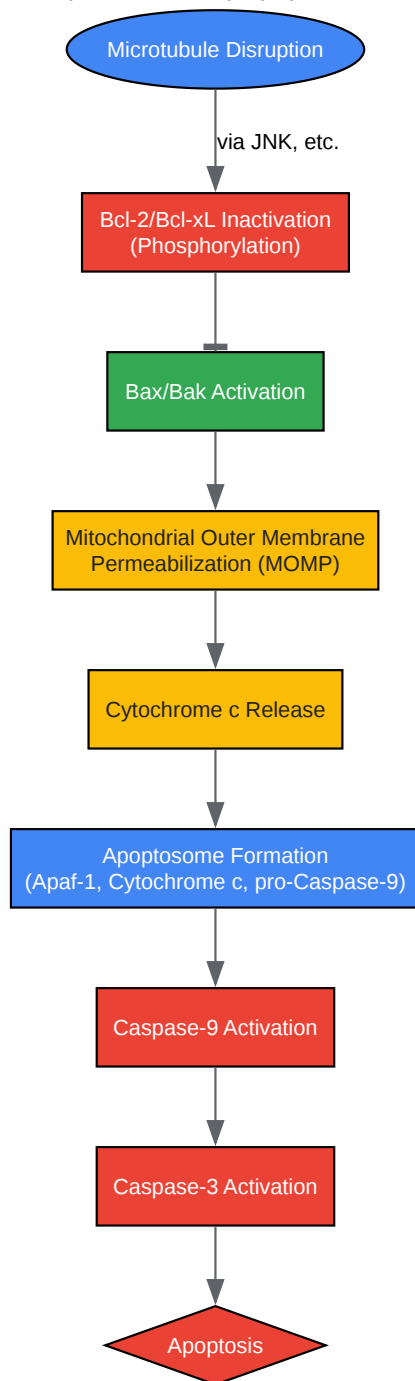 Microtubule Disruption
via JNK, etc.
Bcl-2/Bcl-xL Inactivation
(Phosphorylation)
Bax/Bak Activation
Mitochondrial Outer Membrane
Permeabilization (MOMP)
Cytochrome c Release
Apoptosome Formation
(Apaf-1, Cytochrome c, pro-Caspase-9)
Caspase-9 Activation
Caspase-3 Activation
Apoptosis